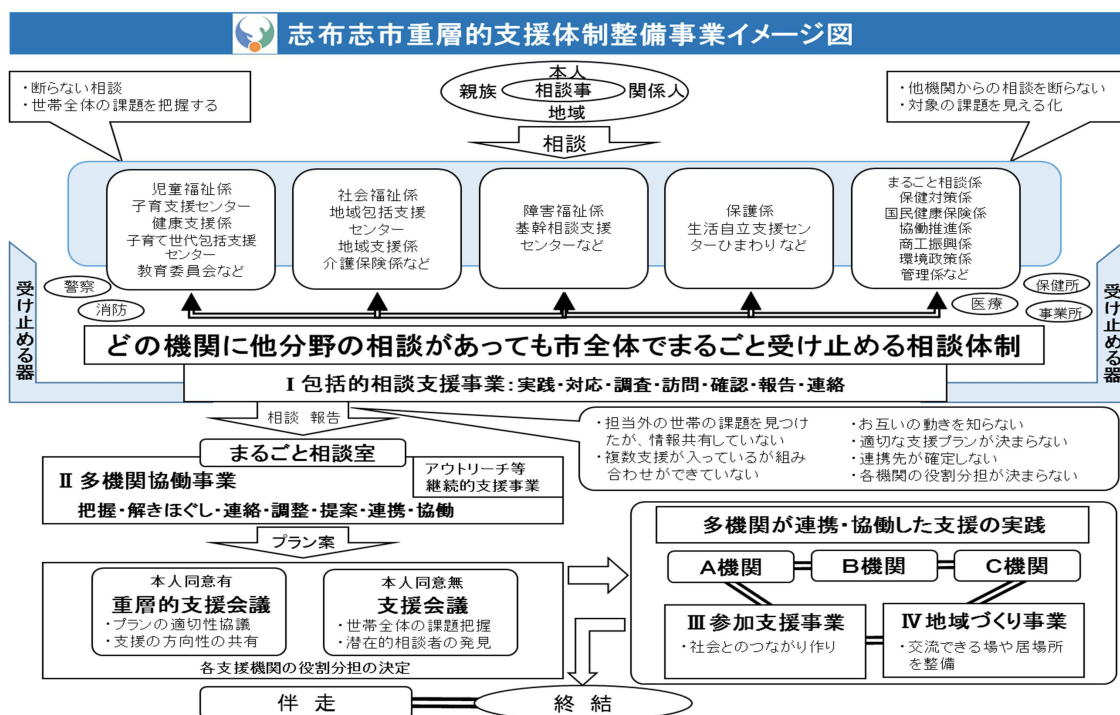 志布志市重層的支援体制整備事業イメージ図
・断らない相談
・世帯全体の課題を把握する
本人
親族
相談事
関係人
地域
・他機関からの相談を断らない
・対象の課題を見える化
相談
児童福祉係
子育支援センター
健康支援係
子育て世代包括支援
センター
教育委員会など
社会福祉係
地域包括支援
センター
地域支援係
介護保険係など
障害福祉係
基幹相談支援
センターなど
保護係
生活自立支援セン
ターひまわりなど
まるごと相談係
保健対策係
国民健康保険係
協働推進係
商工振興係
環境政策係
管理係など
受け止める器
警察
消防
医療
保健所
事業所
受け止める器
どの機関に他分野の相談があっても市全体でまるごと受け止める相談体制
Ⅰ包括的相談支援事業:実践・対応・調査・訪問・確認・報告・連絡
相談 報告
・担当外の世帯の課題を見つけ
たが、情報共有していない
・複数支援が入っているが組み
合わせができていない
・お互いの動きを知らない
・適切な支援プランが決まらない
・連携先が確定しない
・各機関の役割分担が決まらない
まるごと相談室
Ⅱ多機関協働事業
アウトリーチ等
継続的支援事業
把握・解きほぐし・連絡・調整・提案・連携・協働
プラン案
本人同意有
重層的支援会議
・プランの適切性協議
・支援の方向性の共有
本人同意無
支援会議
・世帯全体の課題把握
・潜在的相談者の発見
各支援機関の役割分担の決定
多機関が連携・協働した支援の実践
A機関
B機関
C機関
Ⅲ参加支援事業
・社会とのつながり作り
Ⅳ地域づくり事業
・交流できる場や居場所
を整備
伴走
終結